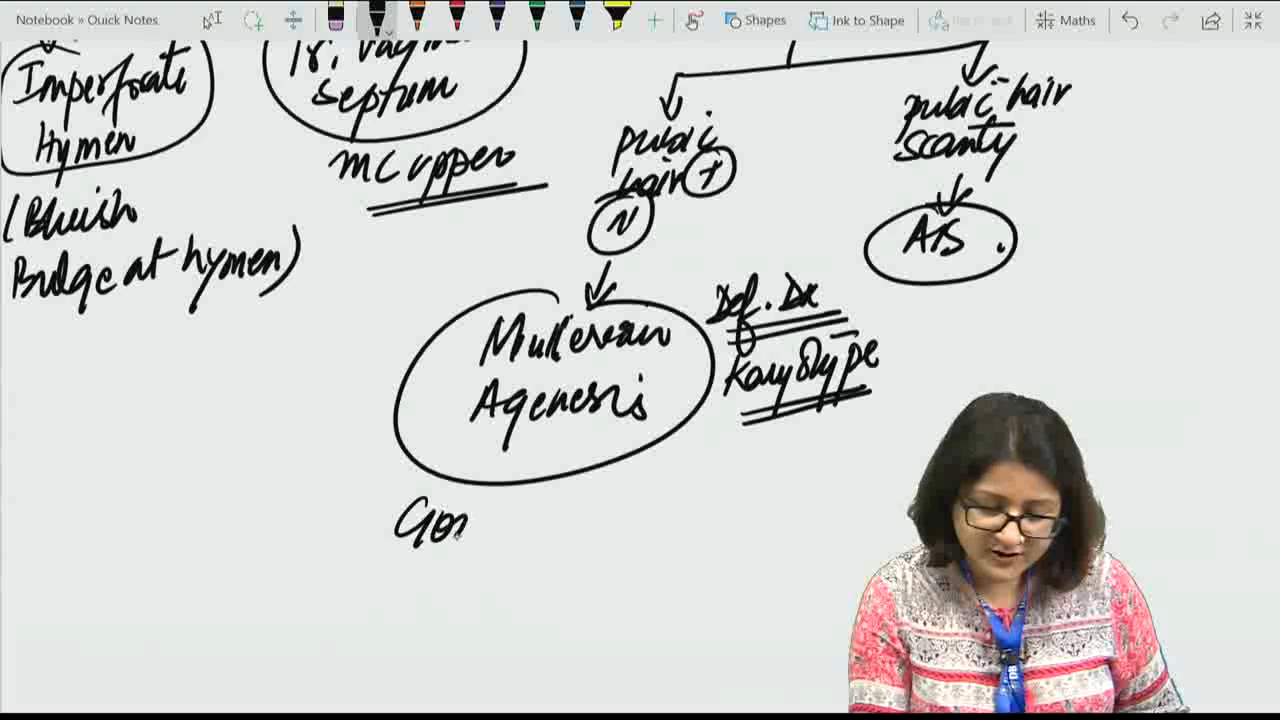 Notebook » Quick Notes
Shapes
Ink to Shape
Maths
Imperforate
Hymen
(Bluish
Bulge at hymen)
Tr. vaginal
septum
MC upper
pubic
hair +
N
Mullerian
Agenesis
Gon
pubic hair
scanty
AIS
Def. Dx
Karyotype